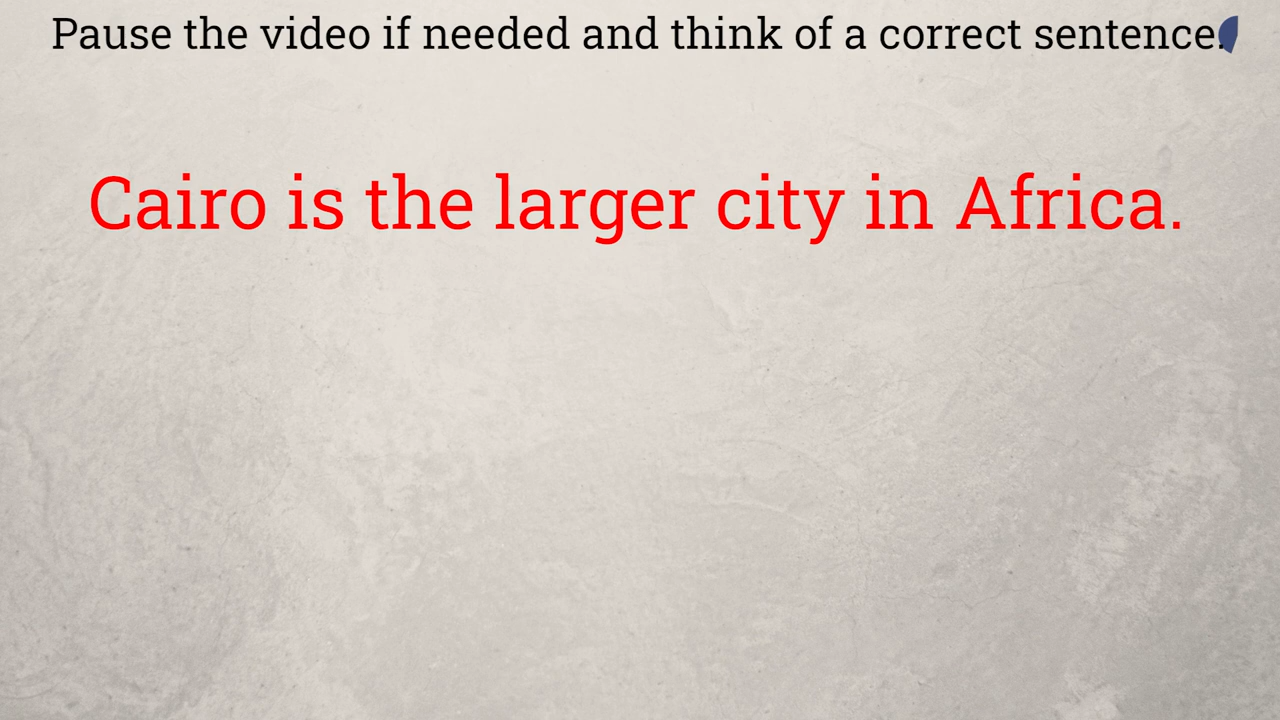 Pause the video if needed and think of a correct sentence.
Cairo is the larger city in Africa.